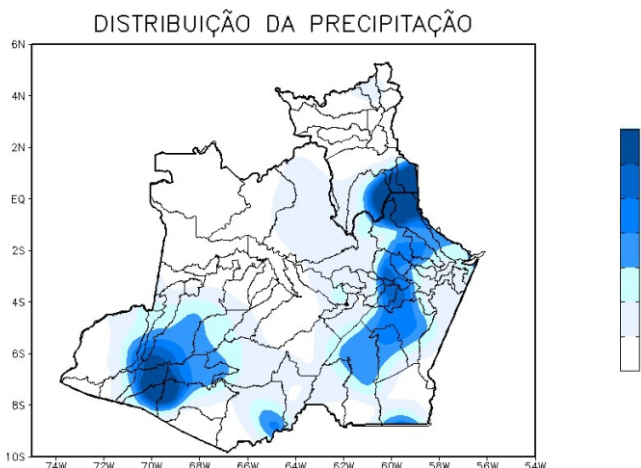 DISTRIBUIÇÃO DA PRECIPITAÇÃO
6N
4N
2N
EQ
2S
4S
6S
8S
10S
74W 72W 70W 68W 66W 64W 62W 60W 58W 56W 54W